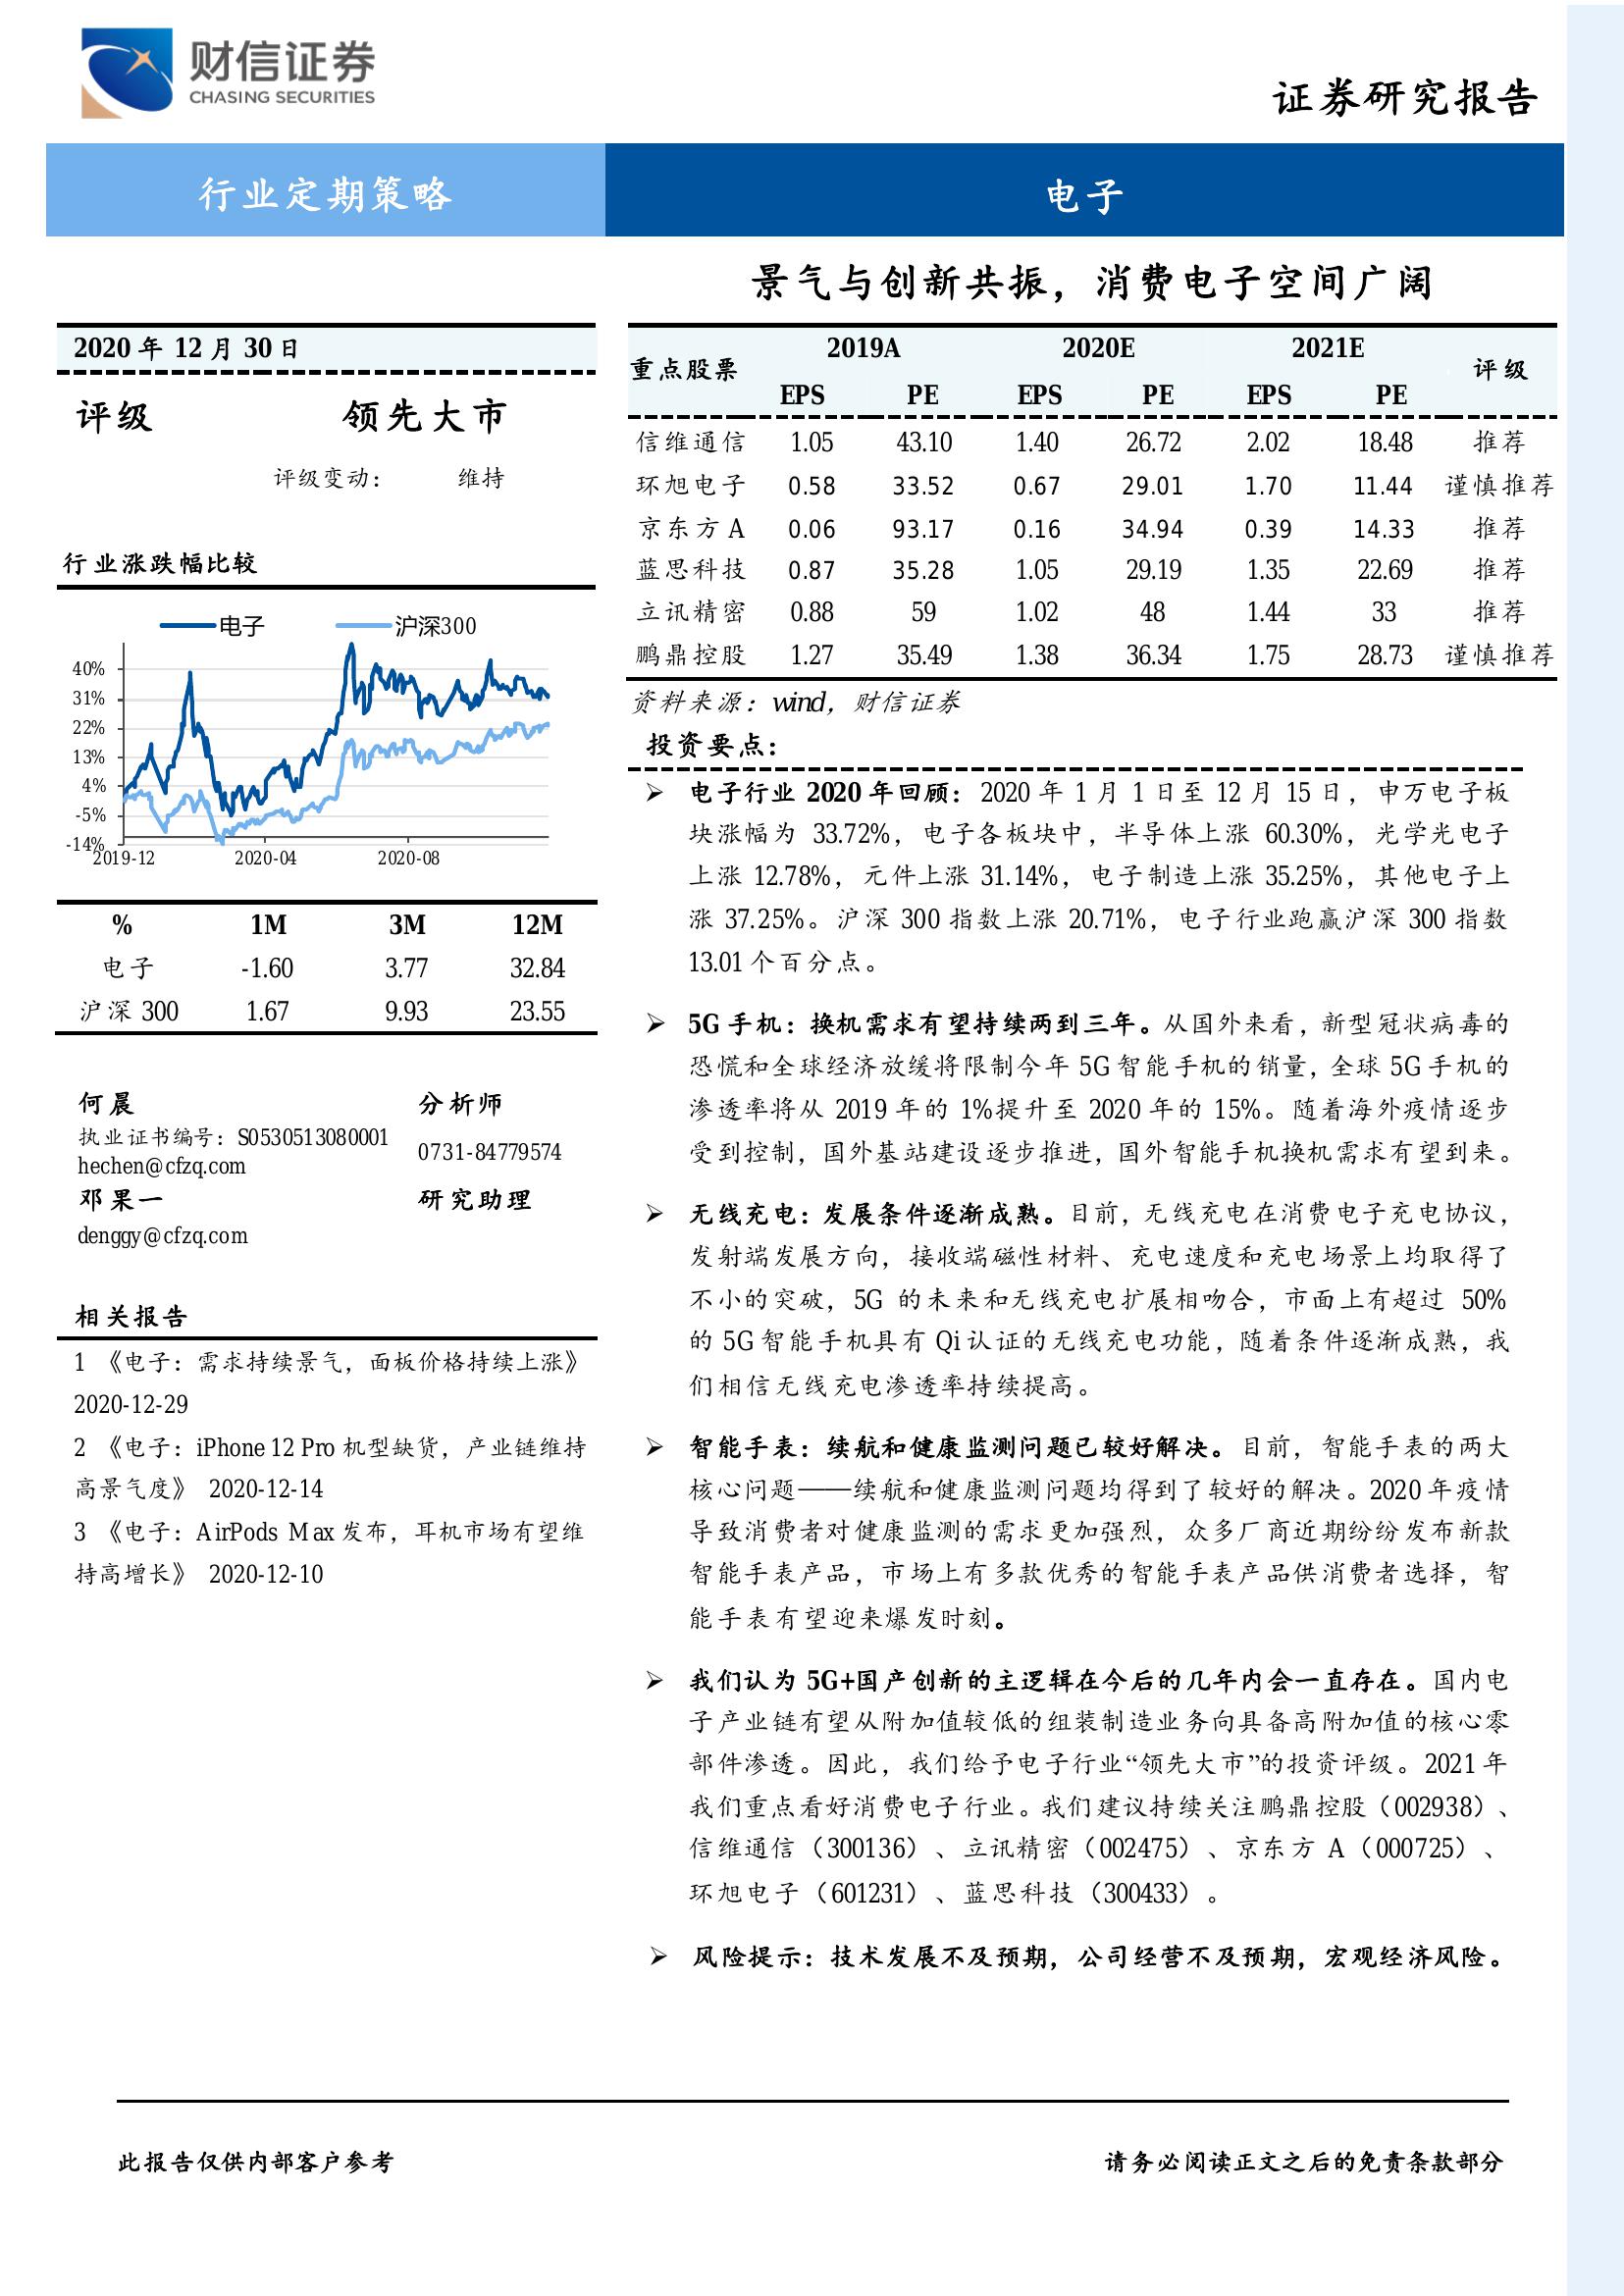 财信证券
CHASING SECURITIES
证券研究报告
行业定期策略
电子
景气与创新共振，消费电子空间广阔
2020 年 12 月 30 日
评级 领先大市
评级变动： 维持
行业涨跌幅比较
电子 沪深300
40%
31%
22%
13%
4%
-5%
-14%
2019-12 2020-04 2020-08
% 1M 3M 12M
电子 -1.60 3.77 32.84
沪深 300 1.67 9.93 23.55
何晨 分析师
执业证书编号：S0530513080001 0731-84779574
hechen@cfzq.com
邓果一 研究助理
denggy@cfzq.com
相关报告
1 《电子：需求持续景气，面板价格持续上涨》
2020-12-29
2 《电子：iPhone 12 Pro 机型缺货，产业链维持
高景气度》 2020-12-14
3 《电子：AirPods Max 发布，耳机市场有望维
持高增长》 2020-12-10
重点股票 2019A 2020E 2021E 评级
EPS PE EPS PE EPS PE
信维通信 1.05 43.10 1.40 26.72 2.02 18.48 推荐
环旭电子 0.58 33.52 0.67 29.01 1.70 11.44 谨慎推荐
京东方 A 0.06 93.17 0.16 34.94 0.39 14.33 推荐
蓝思科技 0.87 35.28 1.05 29.19 1.35 22.69 推荐
立讯精密 0.88 59 1.02 48 1.44 33 推荐
鹏鼎控股 1.27 35.49 1.38 36.34 1.75 28.73 谨慎推荐
资料来源：wind，财信证券
投资要点：
➢ 电子行业 2020 年回顾：2020 年 1 月 1 日至 12 月 15 日，申万电子板
块涨幅为 33.72%，电子各板块中，半导体上涨 60.30%，光学光电子
上涨 12.78%，元件上涨 31.14%，电子制造上涨 35.25%，其他电子上
涨 37.25%。沪深 300 指数上涨 20.71%，电子行业跑赢沪深 300 指数
13.01 个百分点。
➢ 5G 手机：换机需求有望持续两到三年。从国外来看，新型冠状病毒的
恐慌和全球经济放缓将限制今年 5G 智能手机的销量，全球 5G 手机的
渗透率将从 2019 年的 1%提升至 2020 年的 15%。随着海外疫情逐步
受到控制，国外基站建设逐步推进，国外智能手机换机需求有望到来。
➢ 无线充电：发展条件逐渐成熟。目前，无线充电在消费电子充电协议，
发射端发展方向，接收端磁性材料、充电速度和充电场景上均取得了
不小的突破，5G 的未来和无线充电扩展相吻合，市面上有超过 50%
的 5G 智能手机具有 Qi 认证的无线充电功能，随着条件逐渐成熟，我
们相信无线充电渗透率持续提高。
➢ 智能手表：续航和健康监测问题已较好解决。目前，智能手表的两大
核心问题——续航和健康监测问题均得到了较好的解决。2020 年疫情
导致消费者对健康监测的需求更加强烈，众多厂商近期纷纷发布新款
智能手表产品，市场上有多款优秀的智能手表产品供消费者选择，智
能手表有望迎来爆发时刻。
➢ 我们认为 5G+国产创新的主逻辑在今后的几年内会一直存在。国内电
子产业链有望从附加值较低的组装制造业务向具备高附加值的核心零
部件渗透。因此，我们给予电子行业“领先大市”的投资评级。2021 年
我们重点看好消费电子行业。我们建议持续关注鹏鼎控股（002938）、
信维通信（300136）、立讯精密（002475）、京东方 A（000725）、
环旭电子（601231）、蓝思科技（300433）。
➢ 风险提示：技术发展不及预期，公司经营不及预期，宏观经济风险。
此报告仅供内部客户参考 请务必阅读正文之后的免责条款部分